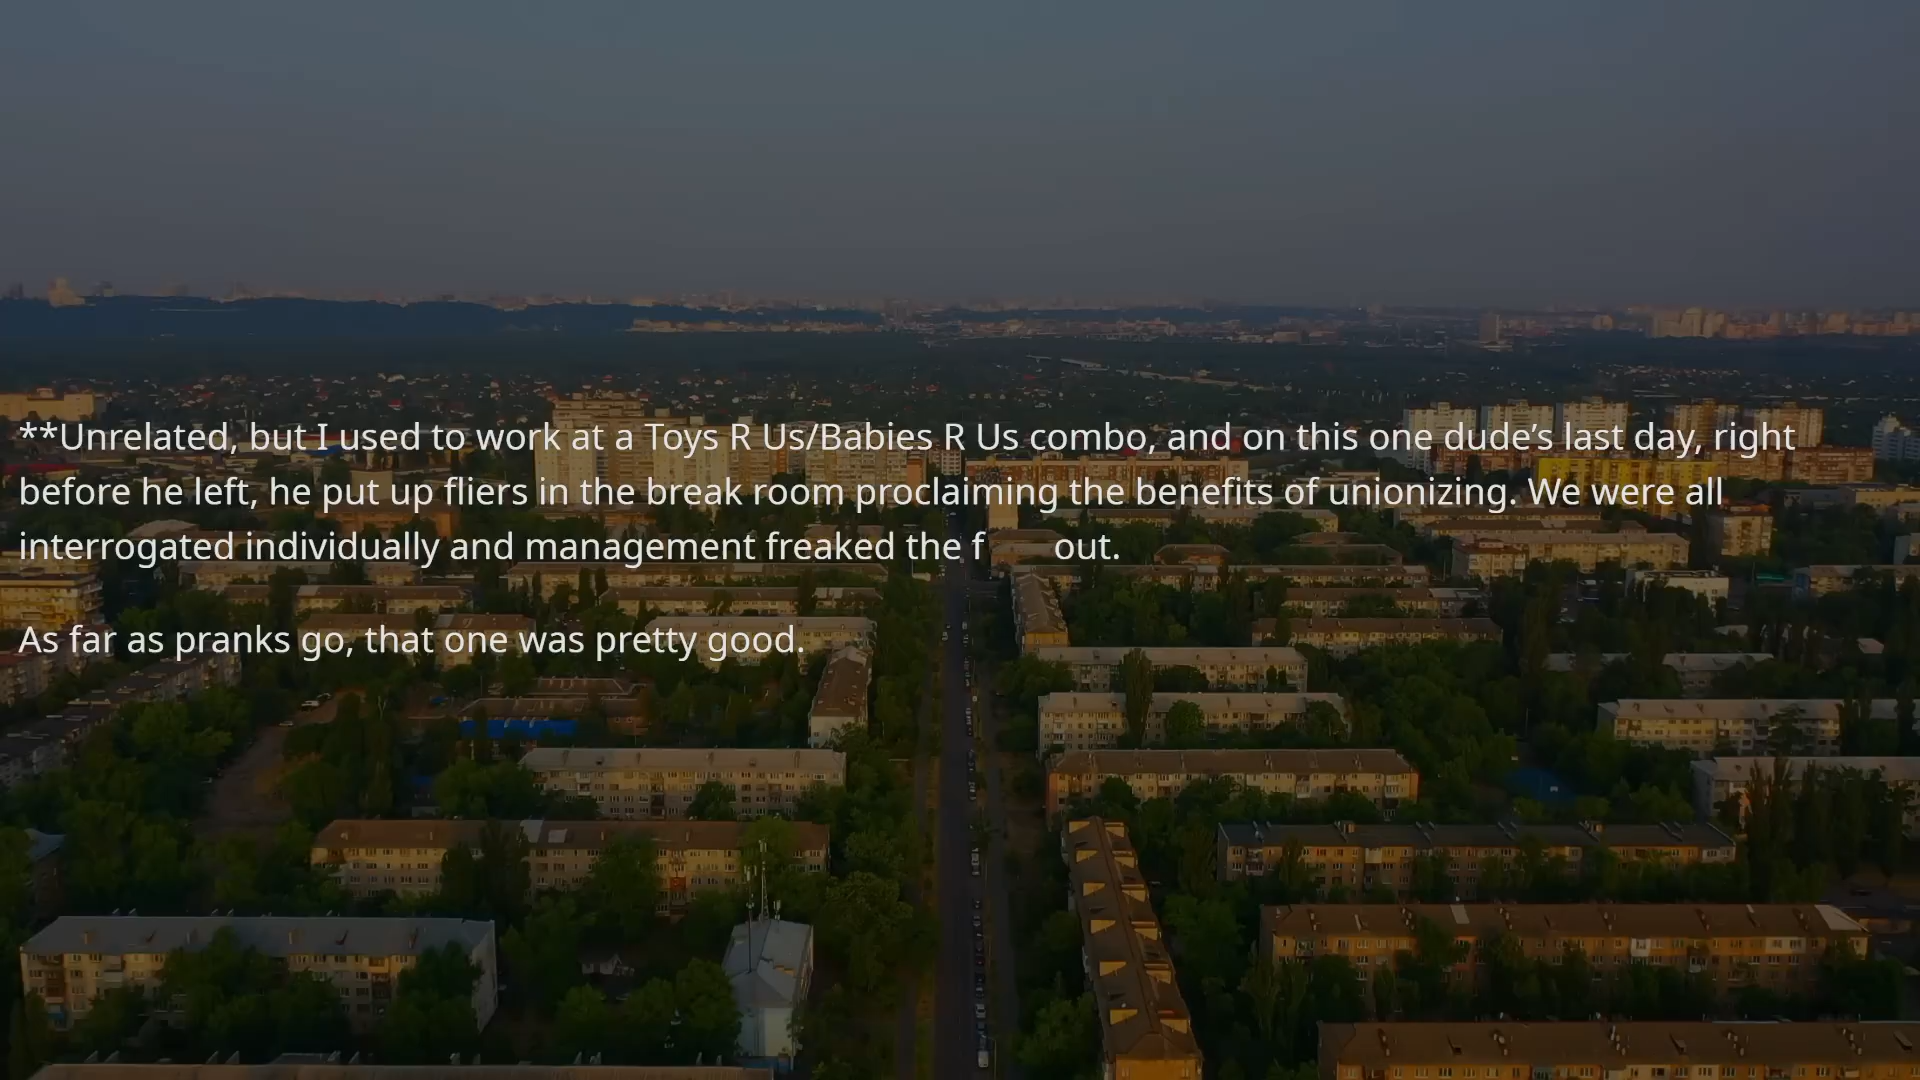 **Unrelated, but I used to work at a Toys R Us/Babies R Us combo, and on this one dude’s last day, right
before he left, he put up fliers in the break room proclaiming the benefits of unionizing. We were all
interrogated individually and management freaked the f out.
As far as pranks go, that one was pretty good.